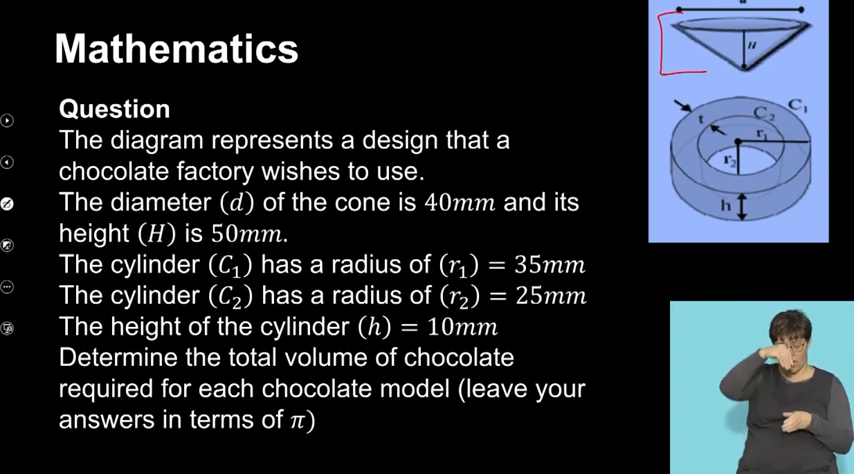 Mathematics
Question
The diagram represents a design that a
chocolate factory wishes to use.
The diameter (d) of the cone is 40mm and its
height (H) is 50mm.
The cylinder (C₁) has a radius of (r₁) = 35mm
The cylinder (C₂) has a radius of (r₂) = 25mm
The height of the cylinder (h) = 10mm
Determine the total volume of chocolate
required for each chocolate model (leave your
answers in terms of π)
H
C₁
t
C₂
r₁
r₂
h